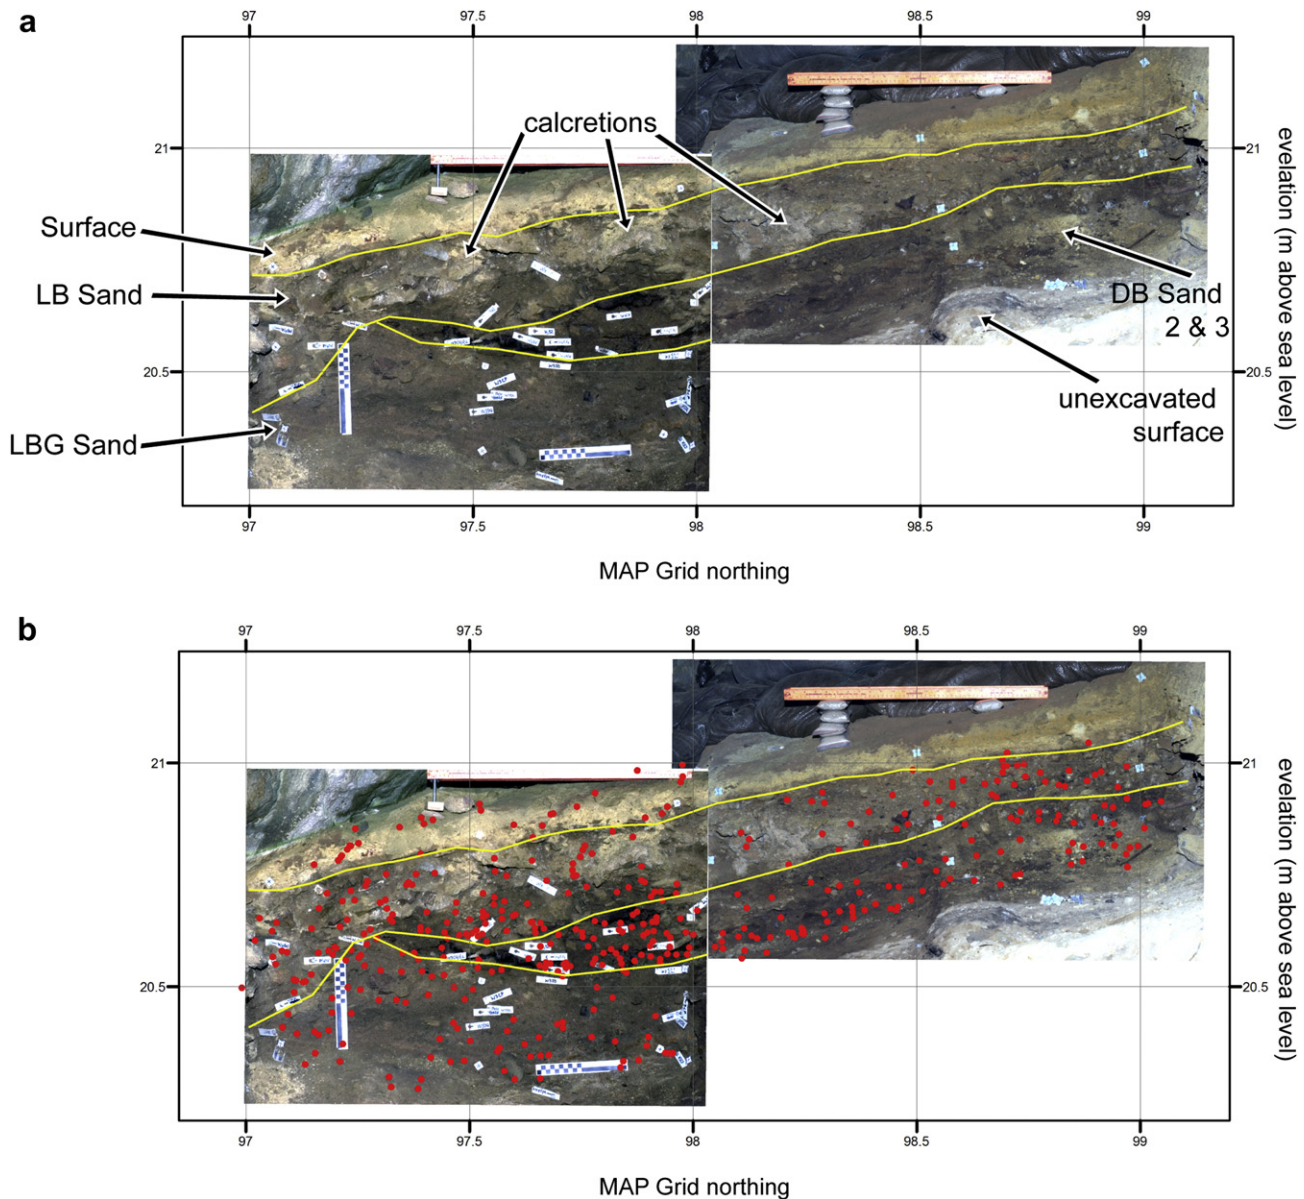 a
97
97.5
98
98.5
99
calcretions
21
21
Surface
LB Sand
DB Sand
2 & 3
20.5
20.5
unexcavated
surface
LBG Sand
97
97.5
98
98.5
99
evelation (m above sea level)
MAP Grid northing
b
97
97.5
98
98.5
99
21
21
20.5
20.5
97
97.5
98
98.5
99
evelation (m above sea level)
MAP Grid northing